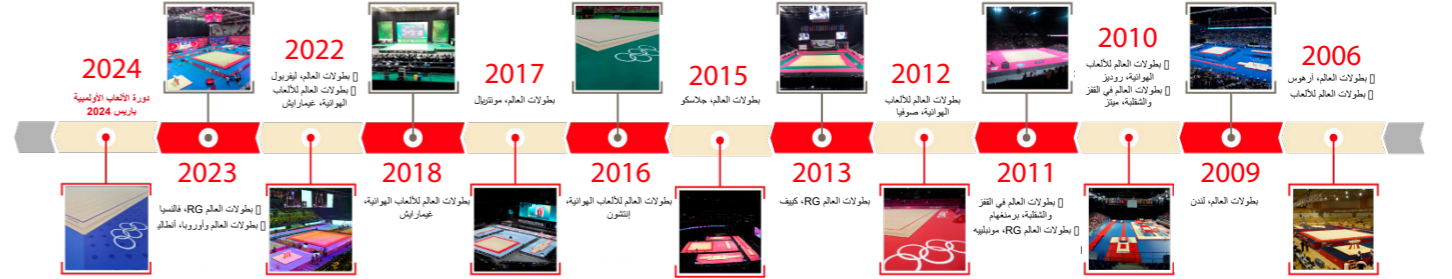 2006
▯ بطولات العالم، آرهوس
▯ بطولات العالم للألعاب
2009
بطولات العالم، لندن
2010
▯ بطولات العالم للألعاب
الهوائية، روديز
▯ بطولات العالم في القفز
والشقلبة، ميتز
2011
▯ بطولات العالم في القفز
والشقلبة، برمنغهام
▯ بطولات العالم RG، مونبلييه
2012
بطولات العالم للألعاب
الهوائية، صوفيا
2013
بطولات العالم RG، كييف
2015
بطولات العالم، جلاسكو
2016
بطولات العالم للألعاب الهوائية،
إنتشون
2017
بطولات العالم، مونتريال
2018
بطولات العالم للألعاب الهوائية،
غيمارايش
2022
▯ بطولات العالم، ليفربول
▯ بطولات العالم للألعاب
الهوائية، غيمارايش
2023
▯ بطولات العالم RG، فالنسيا
▯ بطولات العالم وأوروبا، أنطاليا
2024
دورة الألعاب الأولمبية
باريس 2024